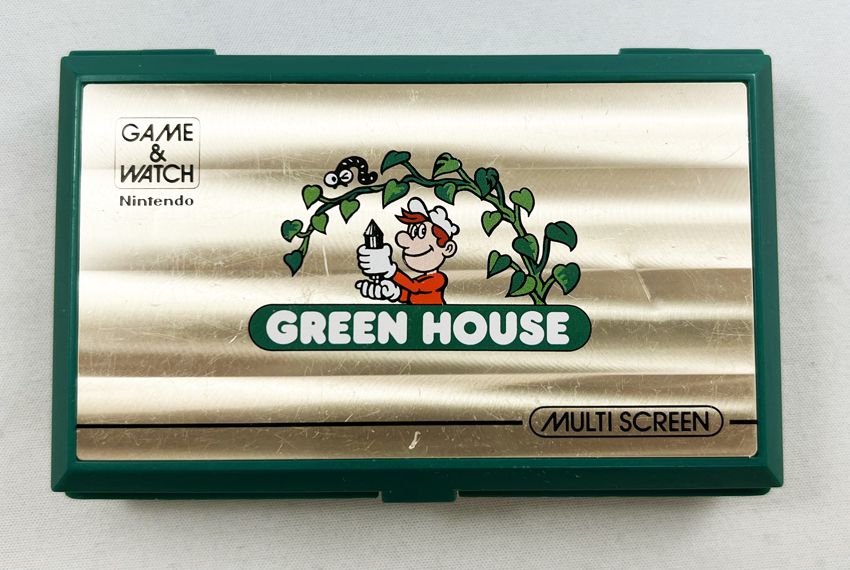 GAME
&
WATCH
Nintendo
GREEN HOUSE
MULTI SCREEN